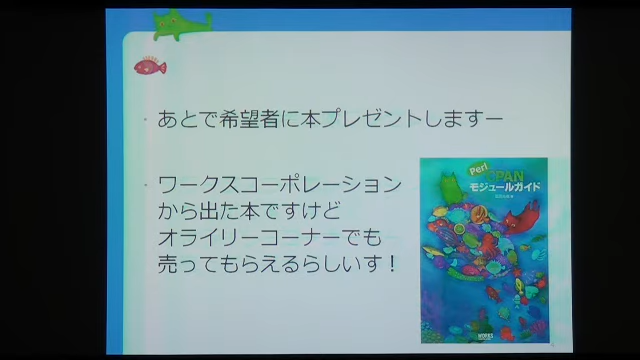 ・あとで希望者に本プレゼントしますー
・ワークスコーポレーション
から出た本ですけど
オライリーコーナーでも
売ってもらえるらしいす！
Perl
CPAN
モジュールガイド
WORKS